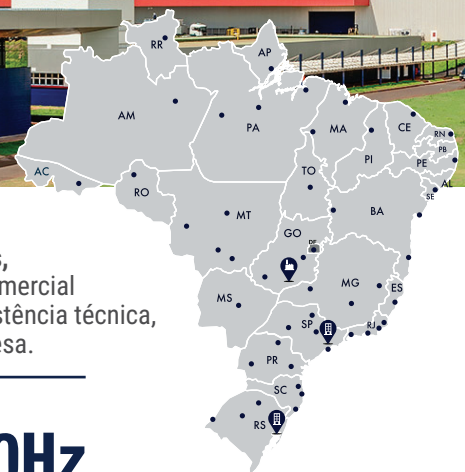 RR
AP
AM
PA
MA
CE
RN
PB
PE
AL
SE
PI
AC
TO
RO
MT
BA
GO
DF
MG
ES
MS
SP
RJ
PR
SC
RS
mercial
stência técnica,
esa.
0Hz